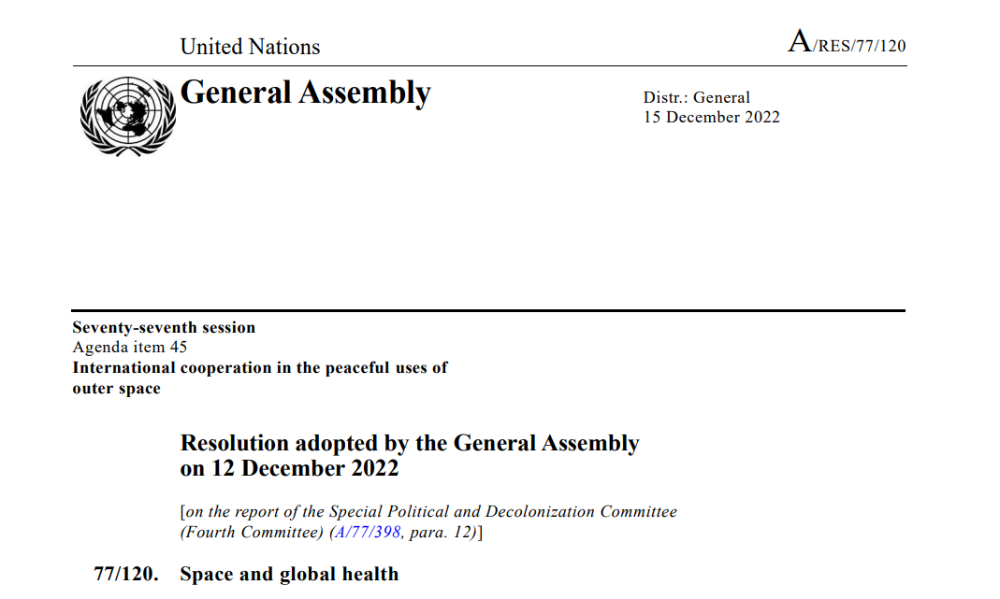 United Nations
A/RES/77/120
General Assembly
Distr.: General
15 December 2022
Seventy-seventh session
Agenda item 45
International cooperation in the peaceful uses of
outer space
Resolution adopted by the General Assembly
on 12 December 2022
[on the report of the Special Political and Decolonization Committee
(Fourth Committee) (A/77/398, para. 12)]
77/120. Space and global health